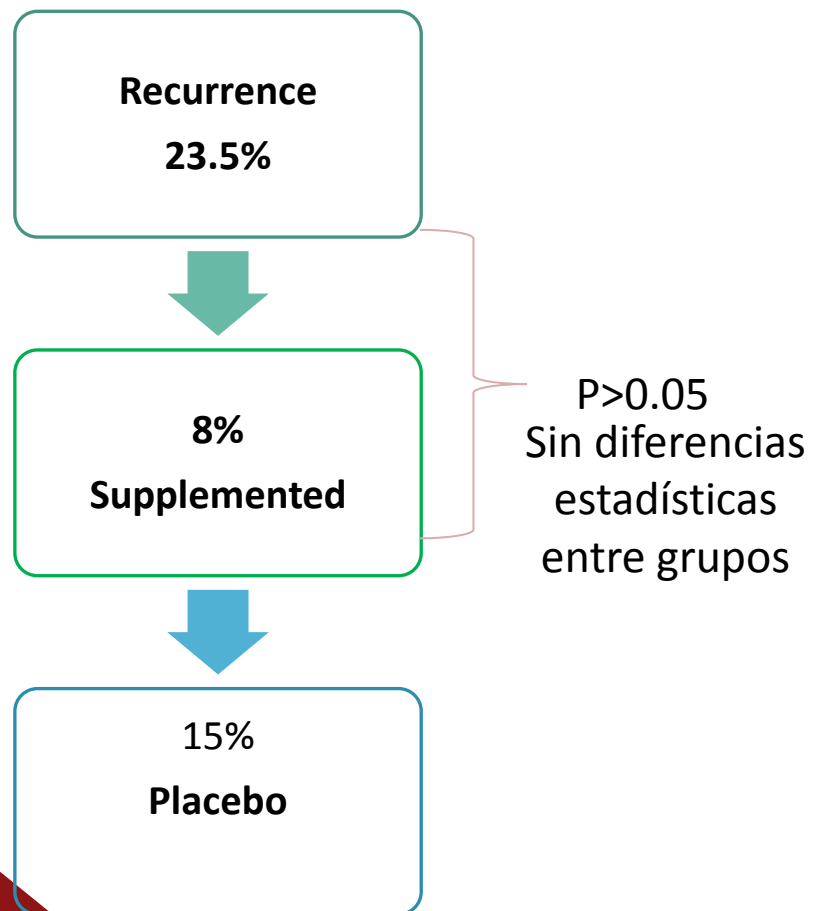 Recurrence
23.5%
8%
Supplemented
P>0.05
Sin diferencias
estadísticas
entre grupos
15%
Placebo